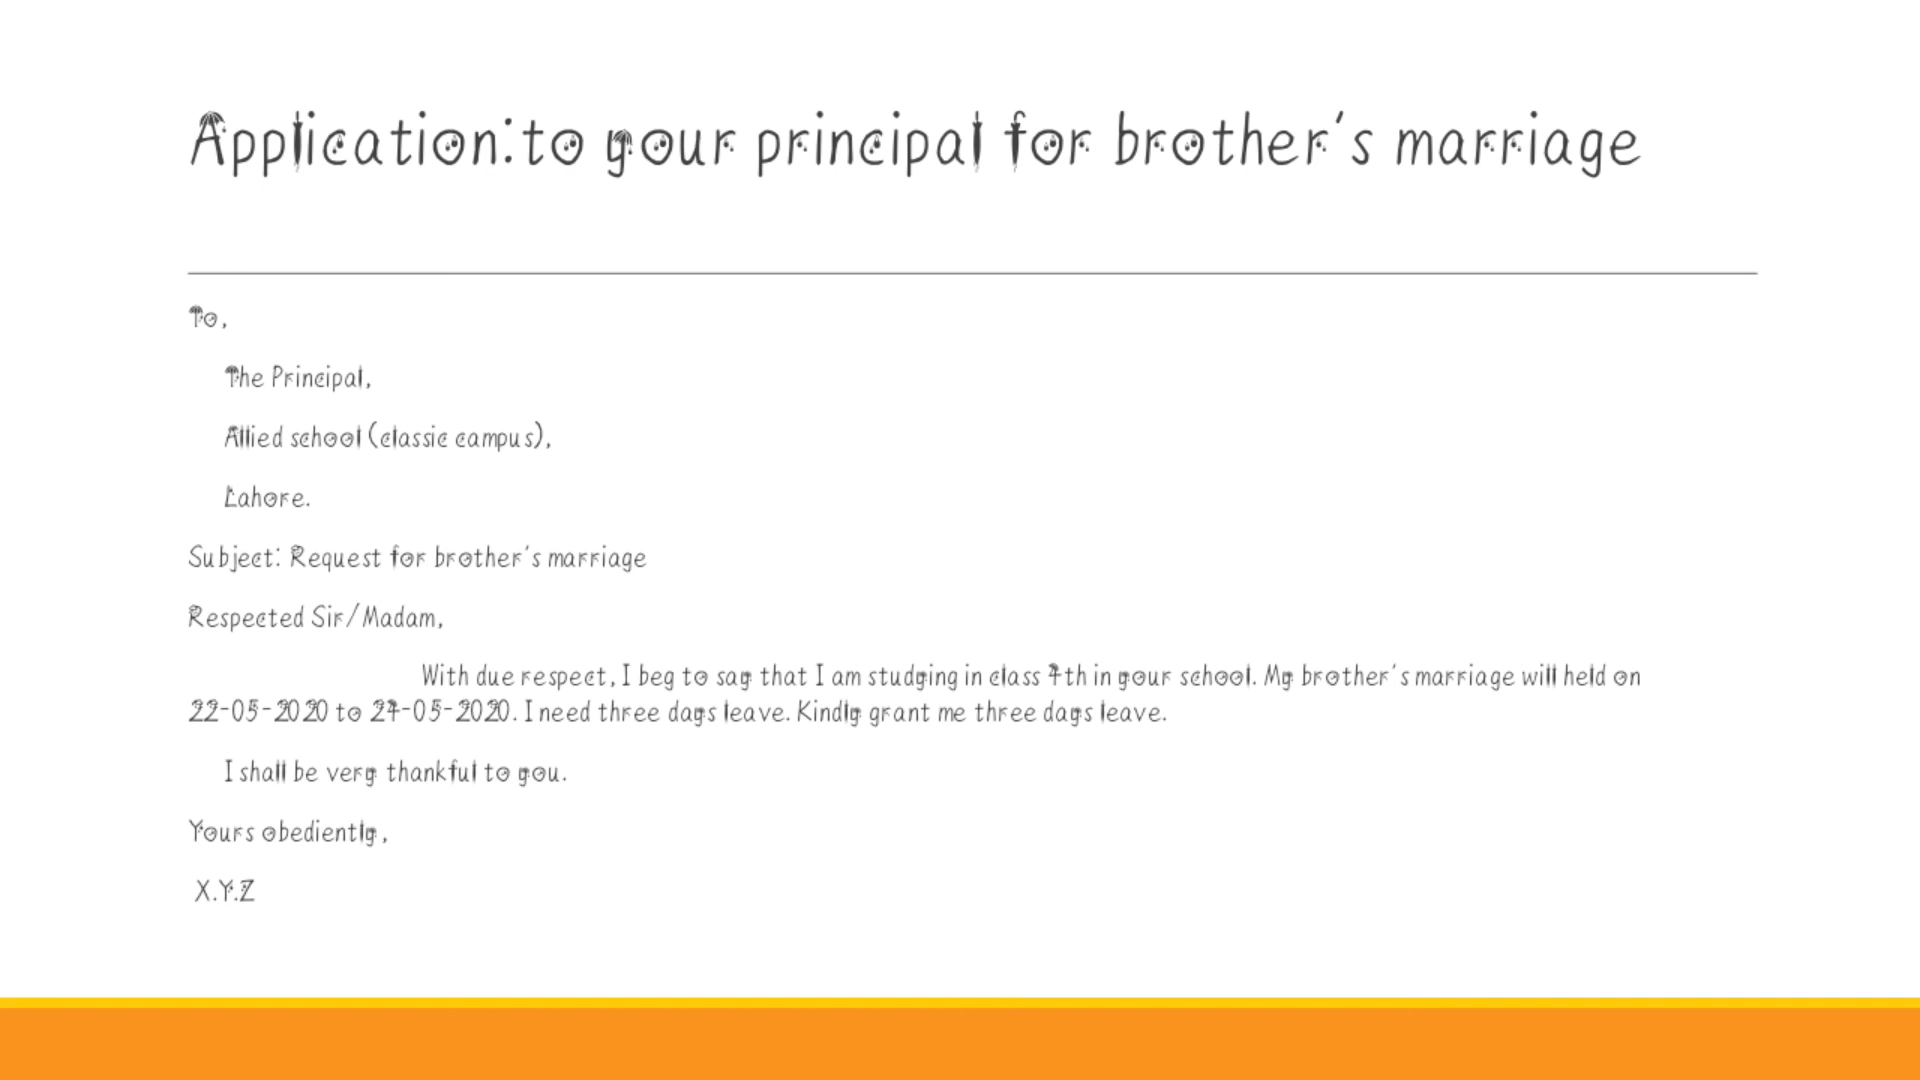 Application:to your principal for brother's marriage
To,
The Principal,
Allied school (classic campus),
Lahore.
Subject: Request for brother's marriage
Respected Sir/Madam,
With due respect, I beg to say that I am studying in class 4th in your school. My brother's marriage will held on
22-05-2020 to 24-05-2020. I need three days leave. Kindly grant me three days leave.
I shall be very thankful to you.
Yours obediently,
X.Y.Z